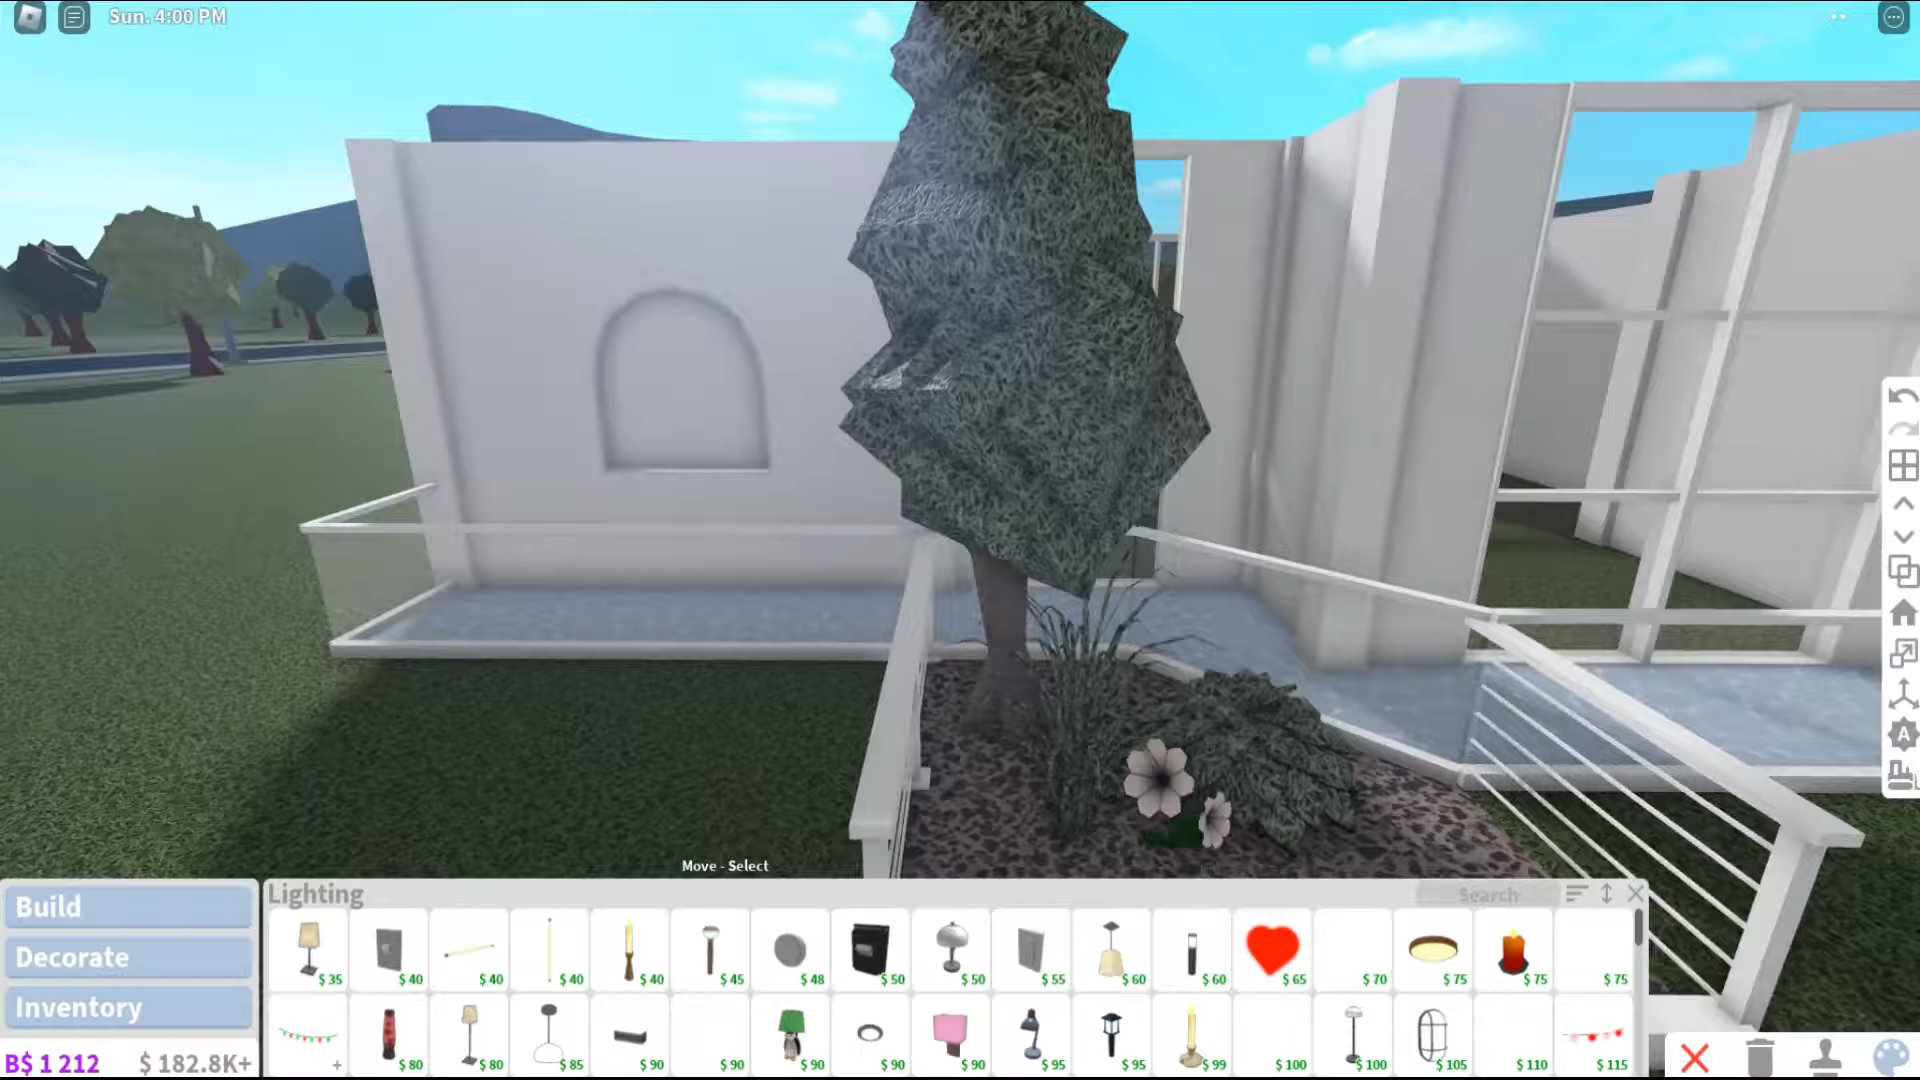 Sun. 4:00 PM
Move - Select
Build
Decorate
Inventory
B$ 1 212 $ 182.8K+
Lighting Search
$ 35 $ 40 $ 40 $ 40 $ 40 $ 45 $ 48 $ 50 $ 50 $ 55 $ 60 $ 60 $ 65 $ 70 $ 75 $ 75 $ 75
+ $ 80 $ 80 $ 85 $ 90 $ 90 $ 90 $ 90 $ 90 $ 95 $ 95 $ 99 $ 100 $ 100 $ 105 $ 110 $ 115
A